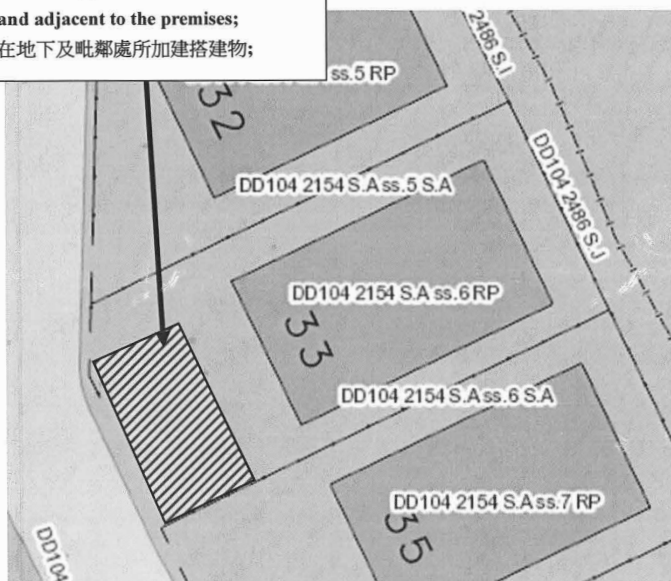 and adjacent to the premises;
在地下及毗鄰處所加建搭建物;
2486 S.I
ss.5 RP
32
DD104 2486 S.J
DD104 2154 S.A ss.5 S.A
DD104 2154 S.A ss.6 RP
33
DD104 2154 S.A ss.6 S.A
DD104 2154 S.A ss.7 RP
35
DD104